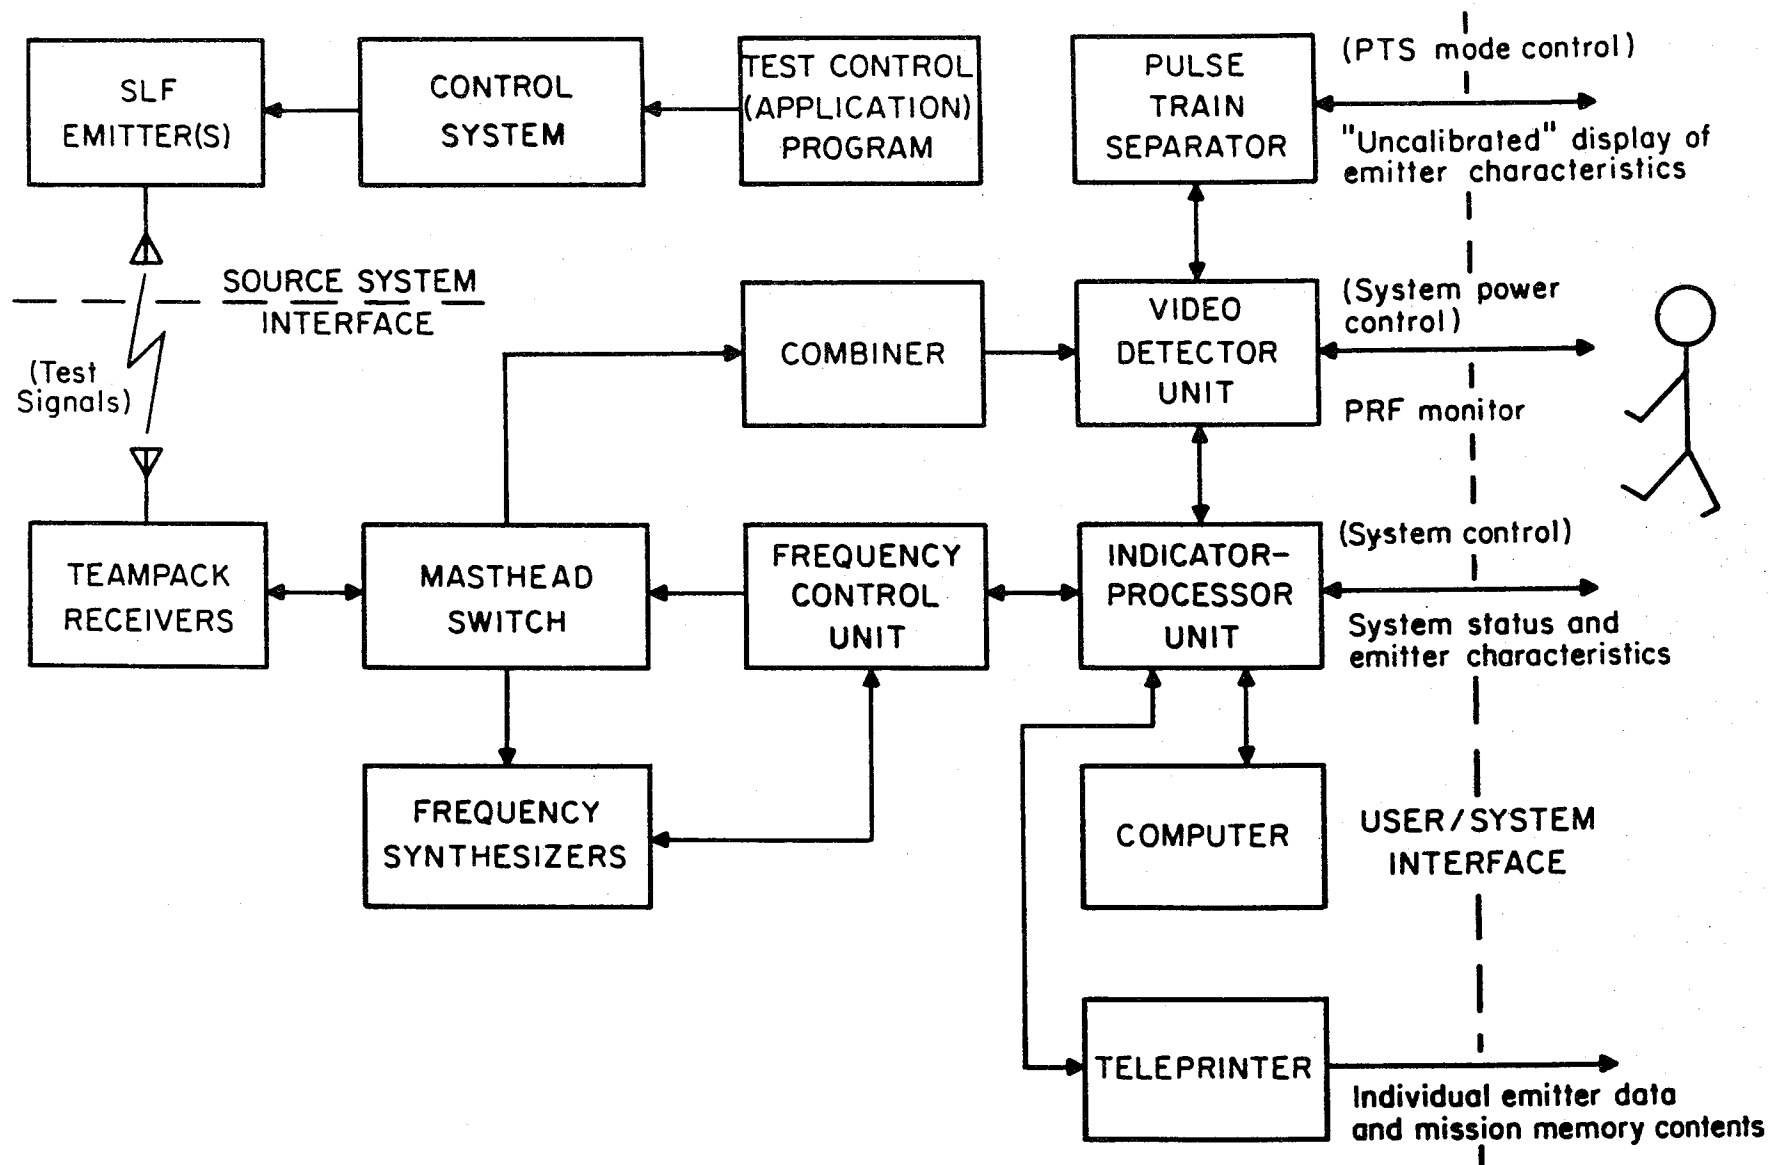 SLF
EMITTER(S)
CONTROL
SYSTEM
TEST CONTROL
(APPLICATION)
PROGRAM
PULSE
TRAIN
SEPARATOR
(PTS mode control)
"Uncalibrated" display of
emitter characteristics
SOURCE SYSTEM
INTERFACE
(Test
Signals)
COMBINER
VIDEO
DETECTOR
UNIT
(System power
control)
PRF monitor
TEAMPACK
RECEIVERS
MASTHEAD
SWITCH
FREQUENCY
CONTROL
UNIT
INDICATOR-
PROCESSOR
UNIT
(System control)
System status and
emitter characteristics
FREQUENCY
SYNTHESIZERS
COMPUTER
USER/SYSTEM
INTERFACE
TELEPRINTER
Individual emitter data
and mission memory contents